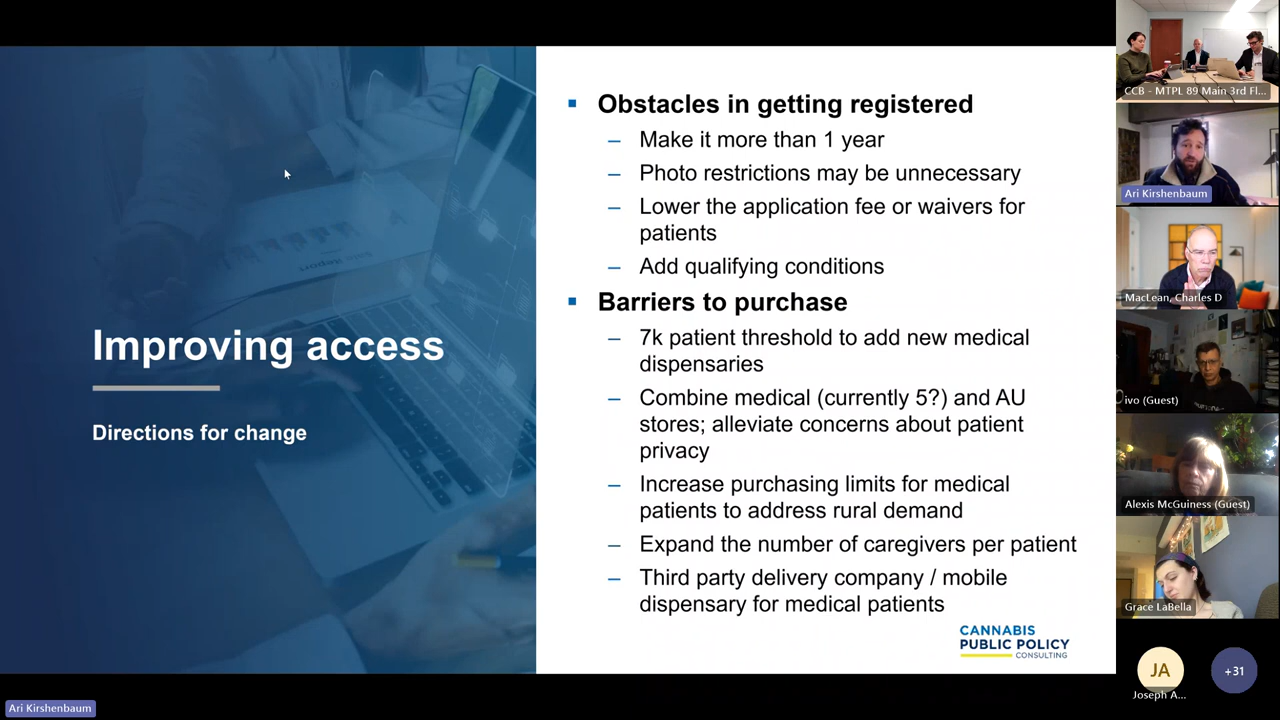 Improving access
Directions for change
Obstacles in getting registered
– Make it more than 1 year
– Photo restrictions may be unnecessary
– Lower the application fee or waivers for
patients
– Add qualifying conditions
Barriers to purchase
– 7k patient threshold to add new medical
dispensaries
– Combine medical (currently 5?) and AU
stores; alleviate concerns about patient
privacy
– Increase purchasing limits for medical
patients to address rural demand
– Expand the number of caregivers per patient
– Third party delivery company / mobile
dispensary for medical patients
CANNABIS
PUBLIC POLICY
CONSULTING
CCB - MTPL 89 Main 3rd Fl...
Ari Kirshenbaum
MacLean, Charles D
ivo (Guest)
Alexis McGuiness (Guest)
Grace LaBella
JA
Joseph A...
+31
Ari Kirshenbaum